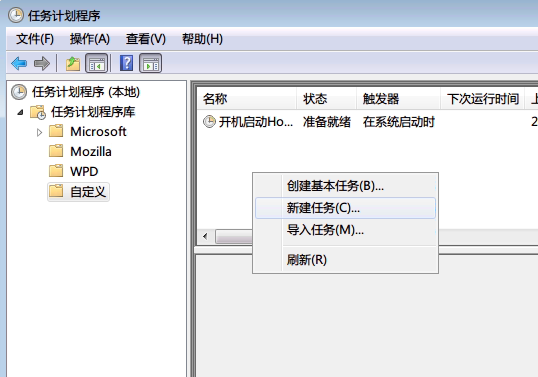 任务计划程序
文件(F) 操作(A) 查看(V) 帮助(H)
任务计划程序 (本地)
任务计划程序库
Microsoft
Mozilla
WPD
自定义
名称 状态 触发器 下次运行时间 上
开机启动Ho... 准备就绪 在系统启动时 2
创建基本任务(B)...
新建任务(C)...
导入任务(M)...
刷新(R)